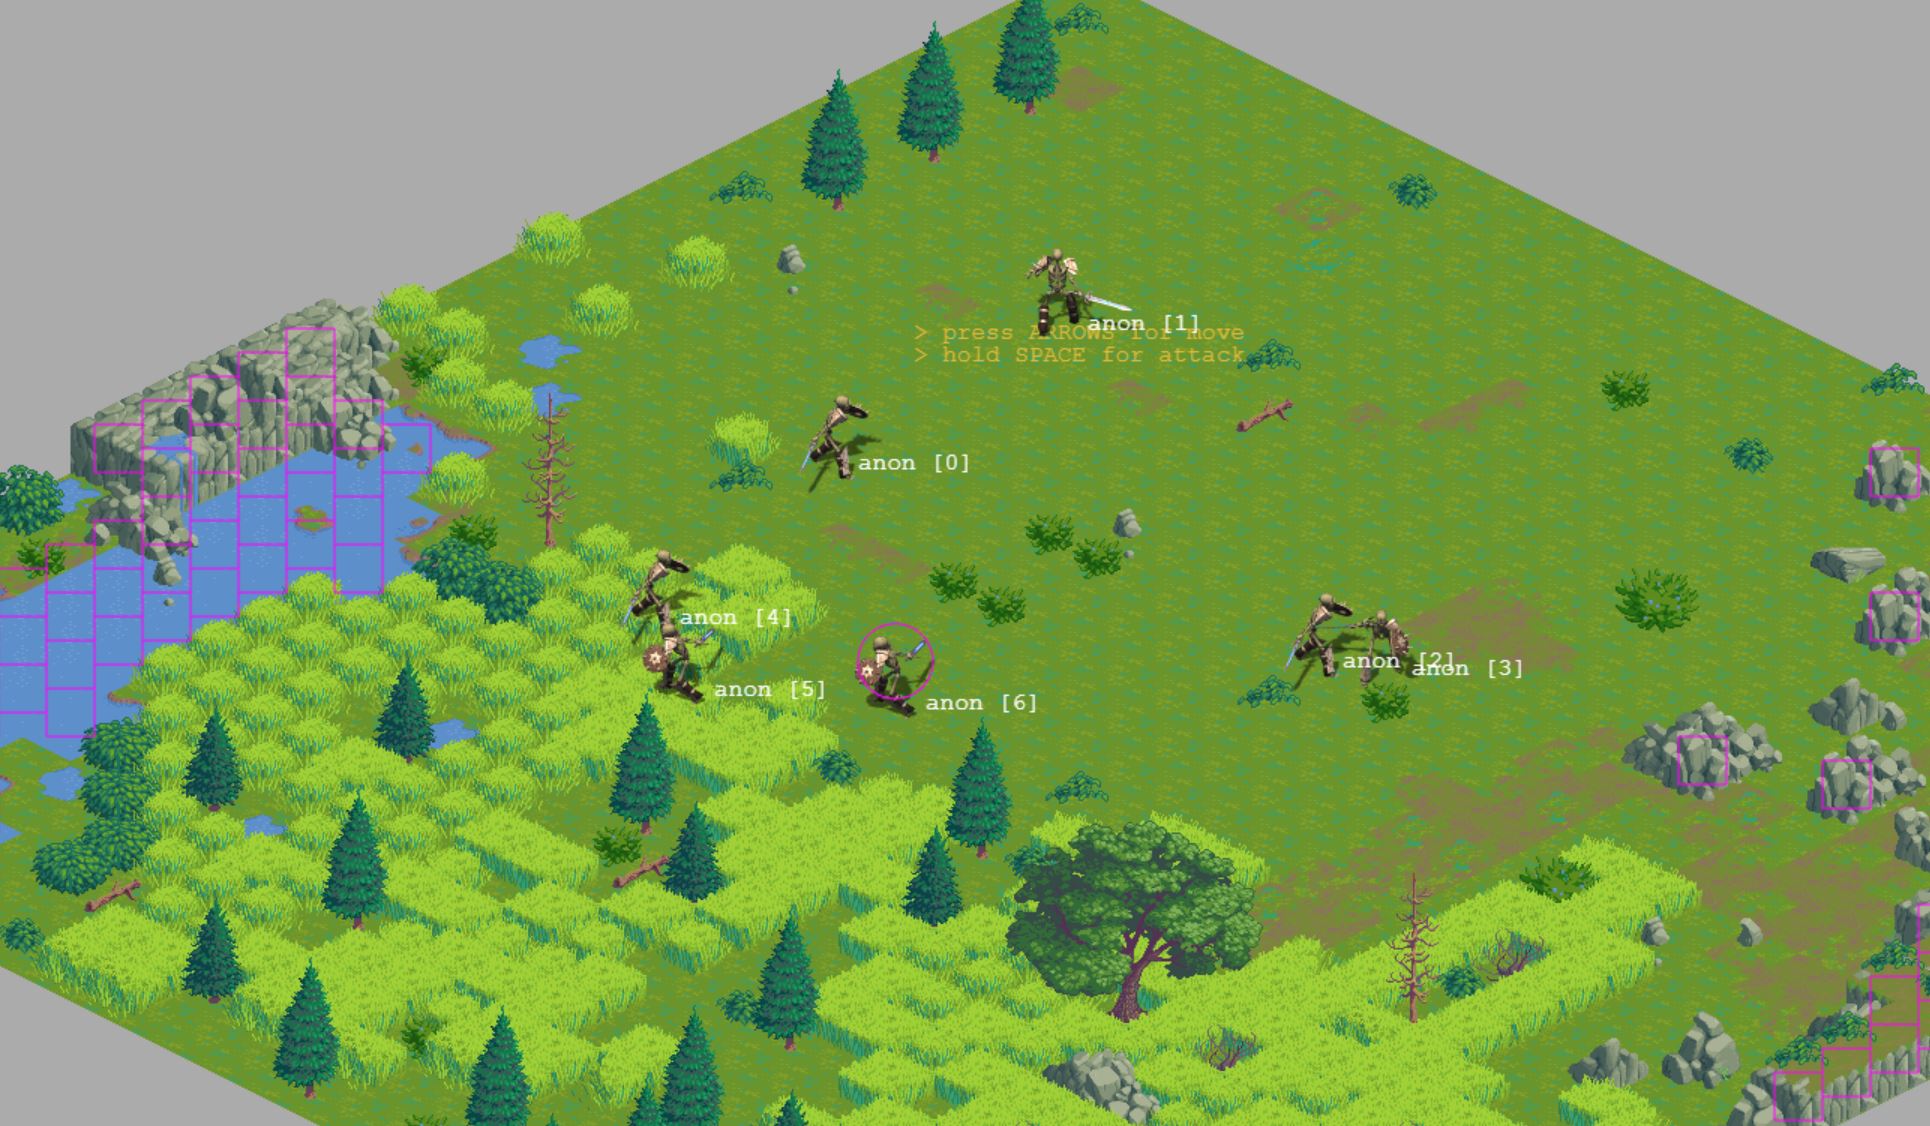 anon [1]
> press ARROWS for move
> hold SPACE for attack
anon [0]
anon [4]
anon [2]
anon [3]
anon [5]
anon [6]